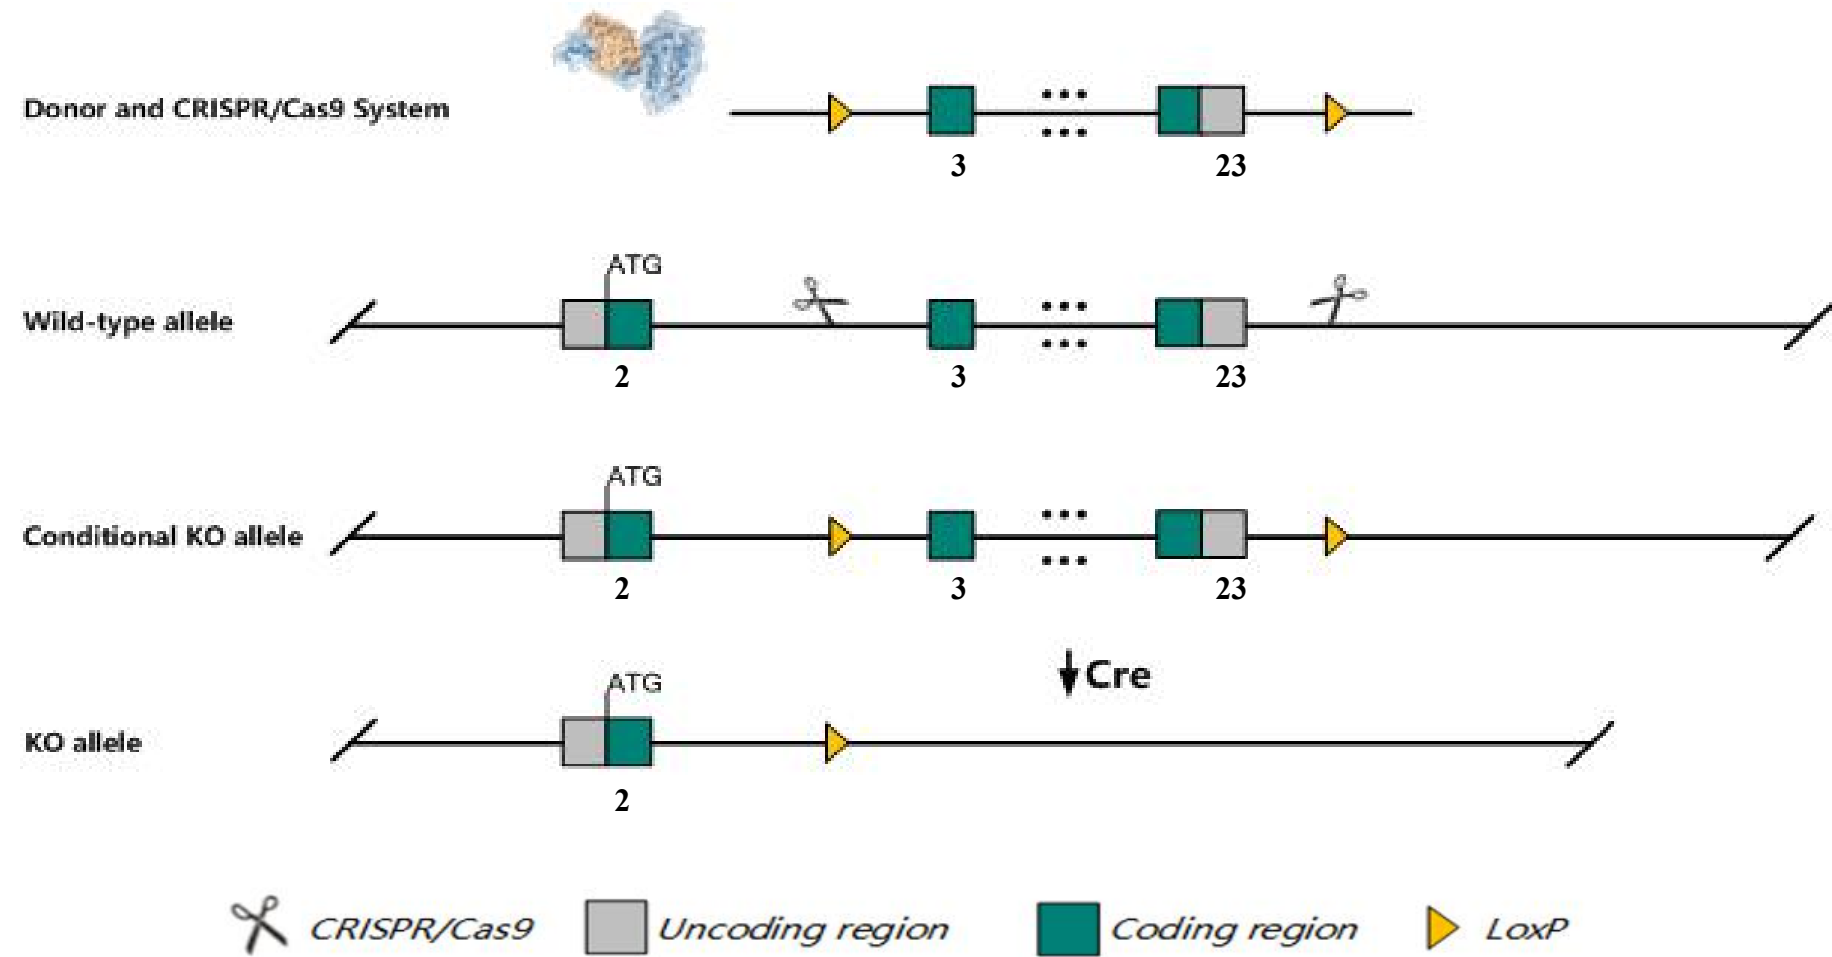 Donor and CRISPR/Cas9 System
3
23
ATG
Wild-type allele
2
3
23
ATG
Conditional KO allele
2
3
23
Cre
ATG
KO allele
2
CRISPR/Cas9
Uncoding region
Coding region
LoxP